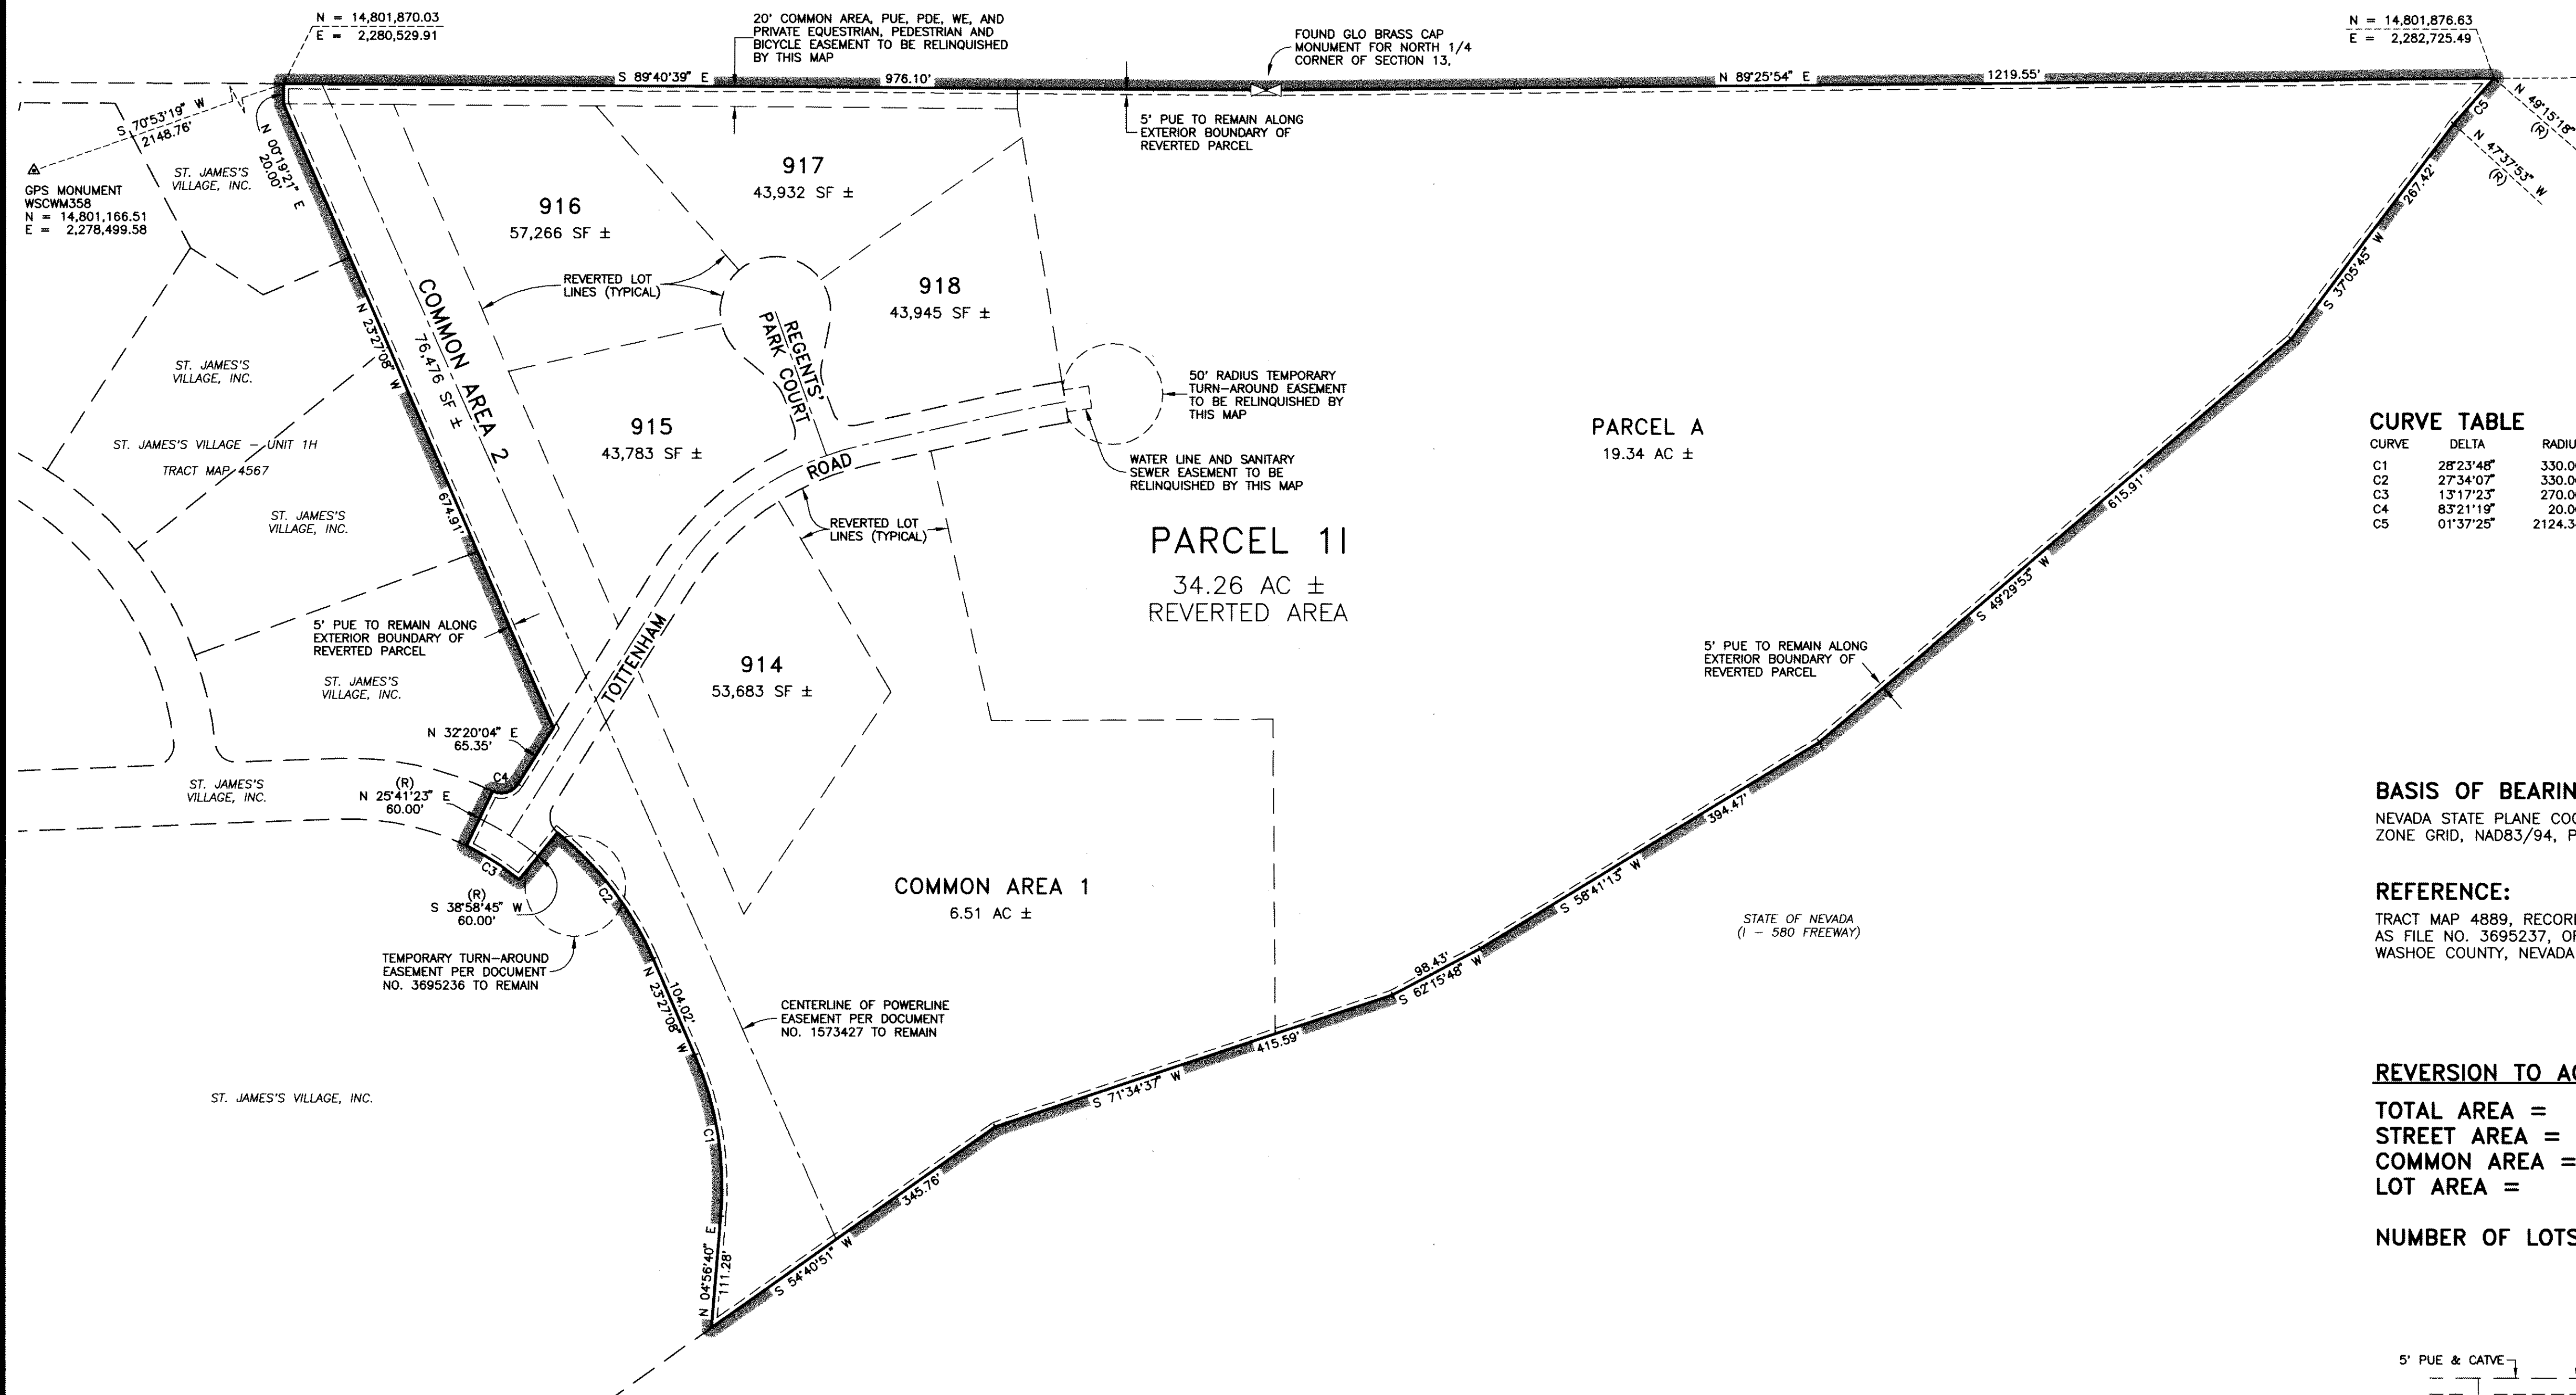 N = 14,801,870.03
E = 2,280,529.91
20' COMMON AREA, PUE, PDE, WE, AND
PRIVATE EQUESTRIAN, PEDESTRIAN AND
BICYCLE EASEMENT TO BE RELINQUISHED
BY THIS MAP
FOUND GLO BRASS CAP
MONUMENT FOR NORTH 1/4
CORNER OF SECTION 13,
N = 14,801,876.63
E = 2,282,725.49
S 89°40'39" E 976.10'
N 89°25'54" E 1219.55'
S 70°53'19" W
2148.76'
N 00°19'21" E
20.00'
GPS MONUMENT
WSCWM358
N = 14,801,166.51
E = 2,278,499.58
ST. JAMES'S
VILLAGE, INC.
5' PUE TO REMAIN ALONG
EXTERIOR BOUNDARY OF
REVERTED PARCEL
C5
N 49°15'18"
(R)
N 47°37'53" W
(R)
267.42'
S 37°05'45" W
917
43,932 SF ±
916
57,266 SF ±
918
43,945 SF ±
REVERTED LOT
LINES (TYPICAL)
COMMON AREA 2
76,476 SF ±
REGENTS'
PARK COURT
N 23°27'08" W
674.91'
ST. JAMES'S
VILLAGE, INC.
ST. JAMES'S VILLAGE - UNIT 1H
TRACT MAP 4567
ST. JAMES'S
VILLAGE, INC.
915
43,783 SF ±
50' RADIUS TEMPORARY
TURN-AROUND EASEMENT
TO BE RELINQUISHED BY
THIS MAP
WATER LINE AND SANITARY
SEWER EASEMENT TO BE
RELINQUISHED BY THIS MAP
ROAD
REVERTED LOT
LINES (TYPICAL)
PARCEL A
19.34 AC ±
PARCEL 1I
34.26 AC ±
REVERTED AREA
615.91'
S 49°29'53" W
CURVE TABLE
CURVE DELTA RADIU
C1 28°23'48" 330.0
C2 27°34'07" 330.0
C3 13°17'23" 270.0
C4 83°21'19" 20.0
C5 01°37'25" 2124.3
5' PUE TO REMAIN ALONG
EXTERIOR BOUNDARY OF
REVERTED PARCEL
ST. JAMES'S
VILLAGE, INC.
TOTTENHAM
914
53,683 SF ±
5' PUE TO REMAIN ALONG
EXTERIOR BOUNDARY OF
REVERTED PARCEL
N 32°20'04" E
65.35'
C4
ST. JAMES'S
VILLAGE, INC.
(R)
N 25°41'23" E
60.00'
C3
(R)
S 38°58'45" W
60.00'
C2
TEMPORARY TURN-AROUND
EASEMENT PER DOCUMENT
NO. 3695236 TO REMAIN
104.02'
N 23°27'08" W
COMMON AREA 1
6.51 AC ±
CENTERLINE OF POWERLINE
EASEMENT PER DOCUMENT
NO. 1573427 TO REMAIN
394.47'
S 58°41'13" W
98.43'
S 62°15'48" W
415.59'
S 71°34'37" W
345.76'
S 54°40'51" W
STATE OF NEVADA
(I - 580 FREEWAY)
ST. JAMES'S VILLAGE, INC.
C1
N 04°56'40" E
111.28'
BASIS OF BEARIN
NEVADA STATE PLANE COO
ZONE GRID, NAD83/94, P
REFERENCE:
TRACT MAP 4889, RECOR
AS FILE NO. 3695237, OF
WASHOE COUNTY, NEVADA
REVERSION TO AC
TOTAL AREA =
STREET AREA =
COMMON AREA =
LOT AREA =
NUMBER OF LOTS
5' PUE & CATVE